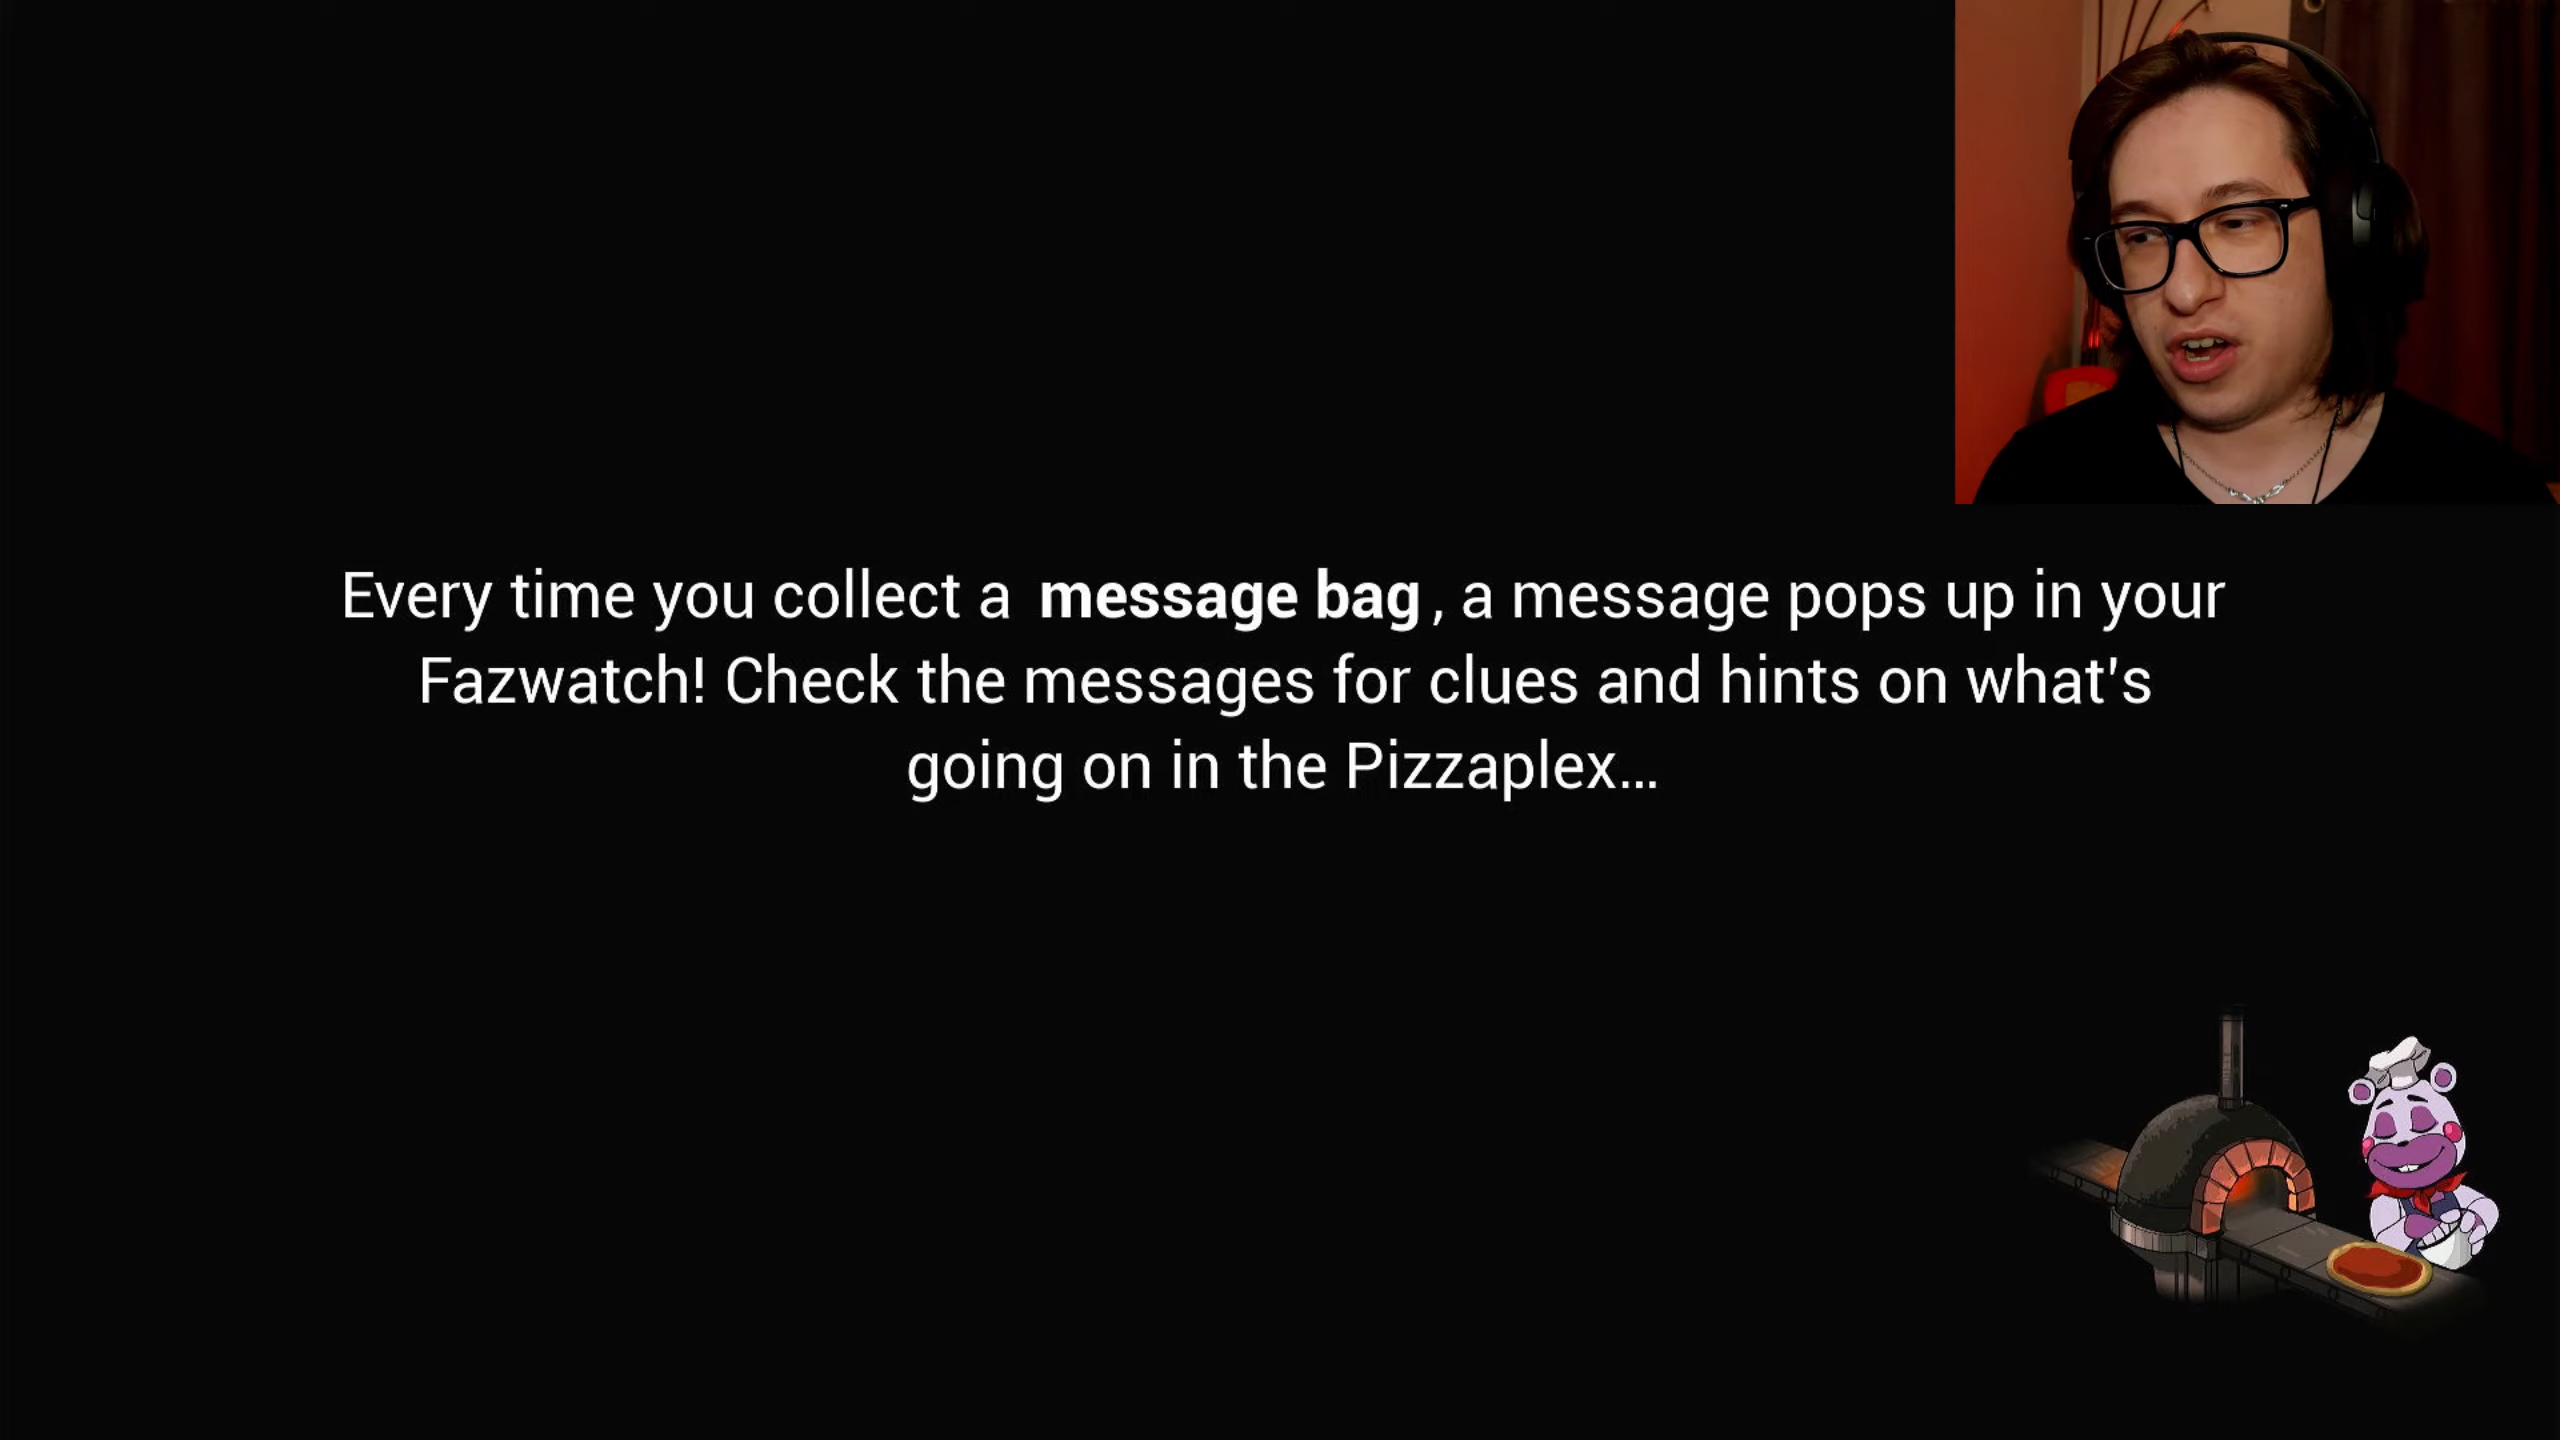 Every time you collect a message bag, a message pops up in your
Fazwatch! Check the messages for clues and hints on what's
going on in the Pizzaplex...